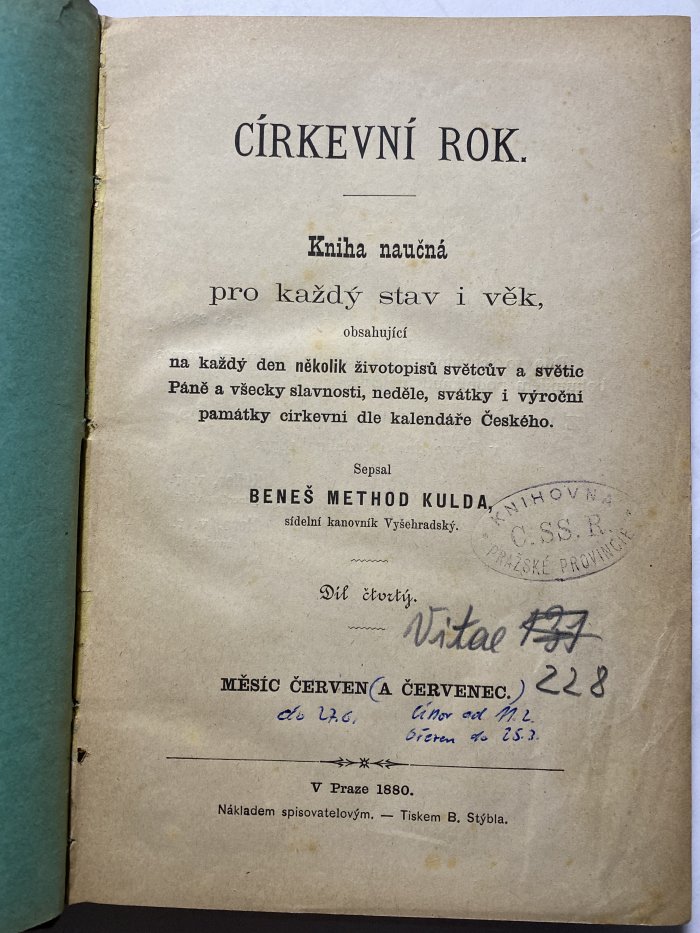 CÍRKEVNÍ ROK.
Kniha naučná
pro každý stav i věk,
obsahující
na každý den několik životopisů světcův a světic
Páně a všecky slavnosti, neděle, svátky i výroční
památky církevní dle kalendáře Českého.
Sepsal
BENEŠ METHOD KULDA,
sídelní kanovník Vyšehradský.
KNIHOVNA
C. SS. R.
PRAŽSKÉ PROVINCIE
Díl čtvrtý.
Vitae
228
MĚSÍC ČERVEN (A ČERVENEC.)
do 27.6. únor od 11.2.
březen do 25.3.
V Praze 1880.
Nákladem spisovatelovým. — Tiskem B. Stýbla.